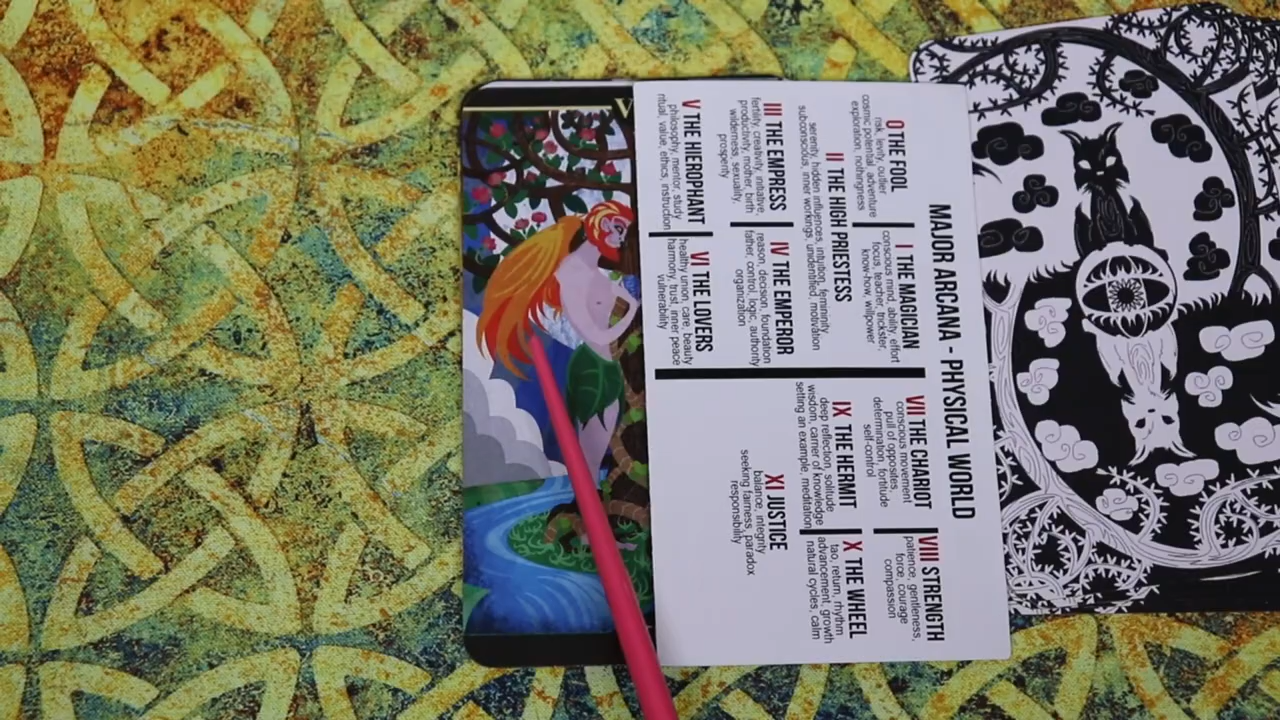 V
MAJOR ARCANA - PHYSICAL WORLD
0 THE FOOL
risk, levity, outlier
cosmic potential, adventure
exploration, nothingness
I THE MAGICIAN
conscious mind, ability, effort
focus, teacher, trickster,
know-how, willpower
II THE HIGH PRIESTESS
serenity, hidden influences, intuition, femininity
subconscious, inner workings, unidentified, motivation
III THE EMPRESS
fertility, creativity, initiative,
productivity, mother, birth
wilderness, sexuality,
prosperity
IV THE EMPEROR
reason, decision, foundation
father, control, logic, authority
organization
V THE HIEROPHANT
philosophy, mentor, study
ritual, value, ethics, instruction
VI THE LOVERS
healthy union, care, beauty
harmony, trust, inner peace
vulnerability
VII THE CHARIOT
conscious movement
pull of opposites,
determination, fortitude
self-control
VIII STRENGTH
patience, gentleness,
force, courage
compassion
IX THE HERMIT
deep reflection, solitude
wisdom, carrier of knowledge
setting an example, meditation
X THE WHEEL
tao, return, rhythm
advancement, growth
natural cycles, calm
XI JUSTICE
balance, integrity
seeking fairness, paradox
responsibility